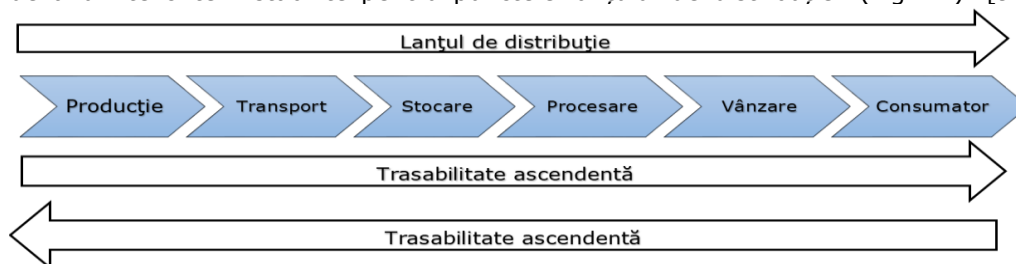 Lanţul de distribuţie
Producţie Transport Stocare Procesare Vânzare Consumator
Trasabilitate ascendentă
Trasabilitate ascendentă